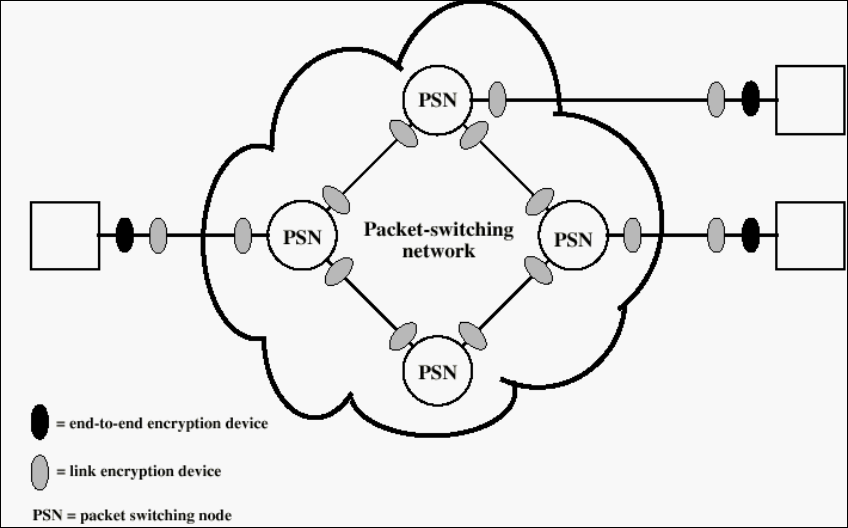 PSN
PSN
Packet-switching
network
PSN
PSN
= end-to-end encryption device
= link encryption device
PSN = packet switching node